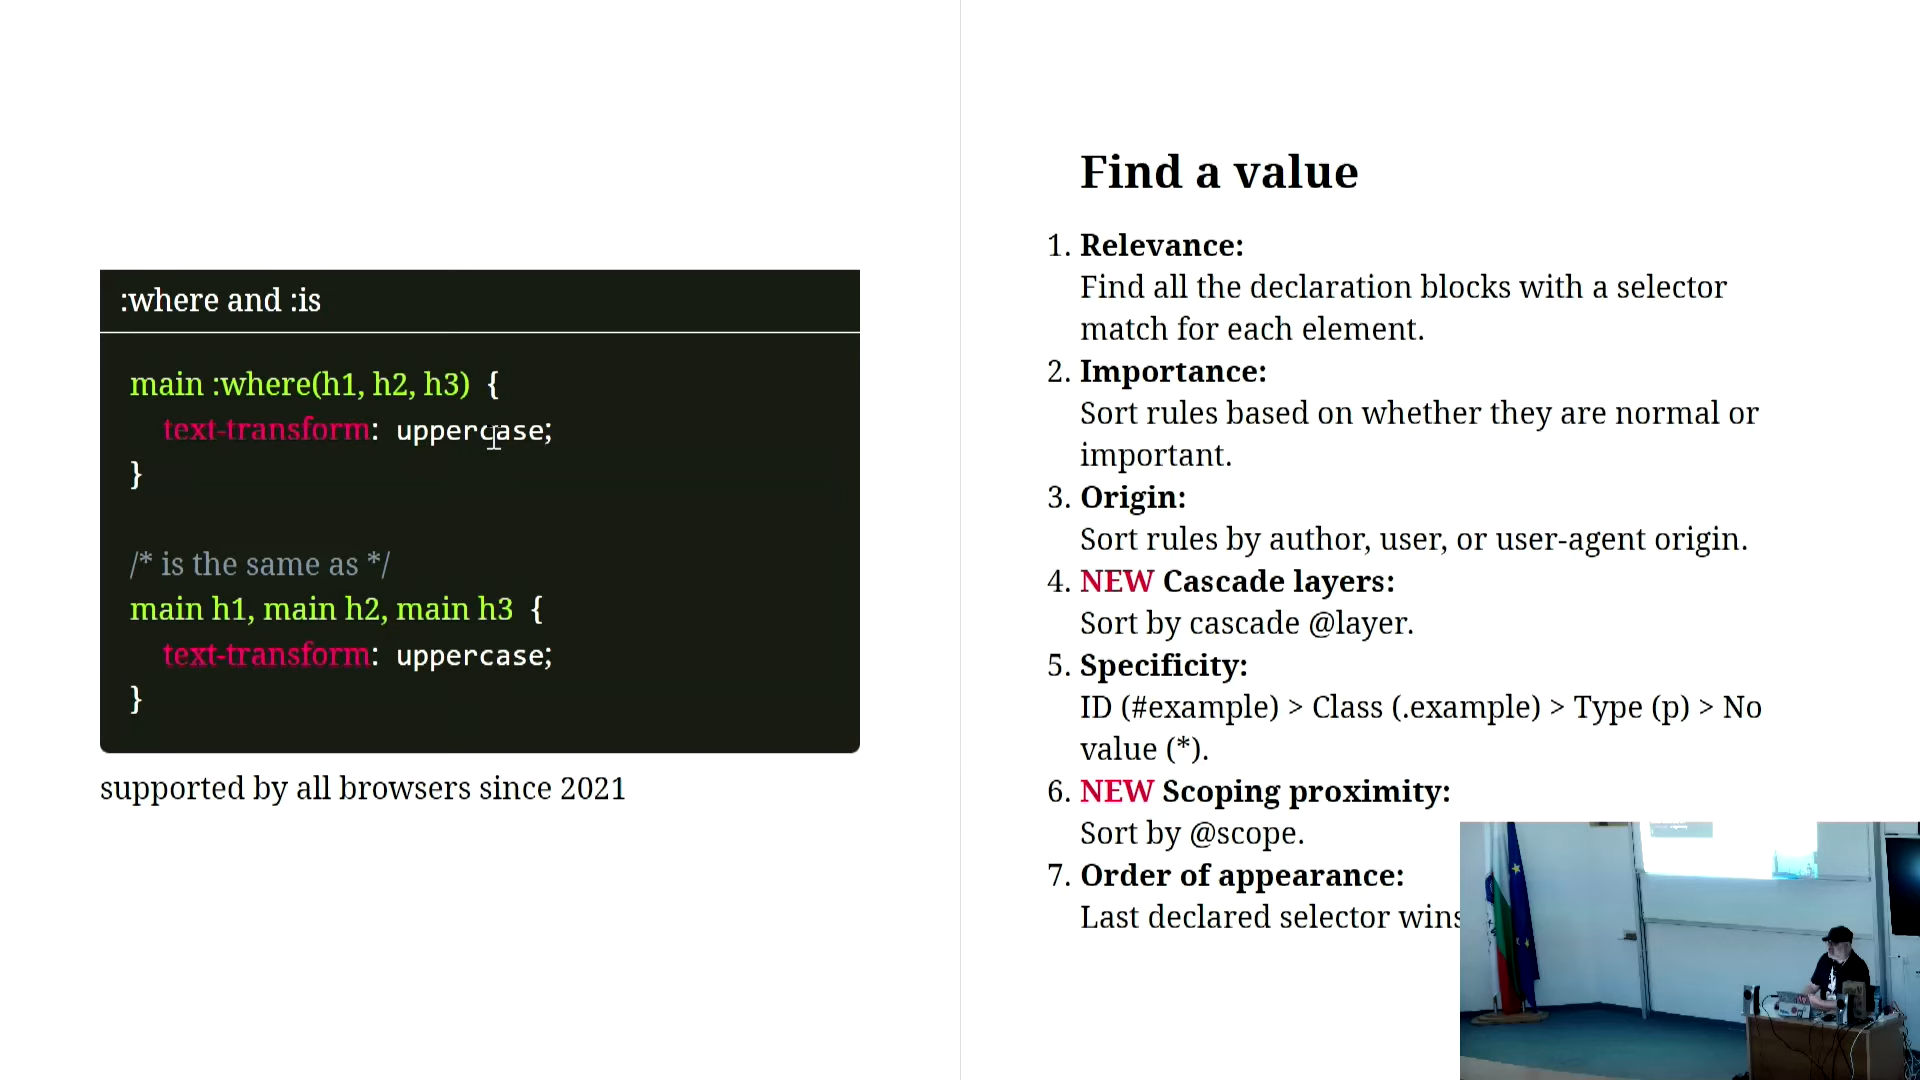 :where and :is
main :where(h1, h2, h3) {
text-transform: uppercase;
}
/* is the same as */
main h1, main h2, main h3 {
text-transform: uppercase;
}
supported by all browsers since 2021
Find a value
1. Relevance:
Find all the declaration blocks with a selector
match for each element.
2. Importance:
Sort rules based on whether they are normal or
important.
3. Origin:
Sort rules by author, user, or user-agent origin.
4. NEW Cascade layers:
Sort by cascade @layer.
5. Specificity:
ID (#example) > Class (.example) > Type (p) > No
value (*).
6. NEW Scoping proximity:
Sort by @scope.
7. Order of appearance:
Last declared selector wins